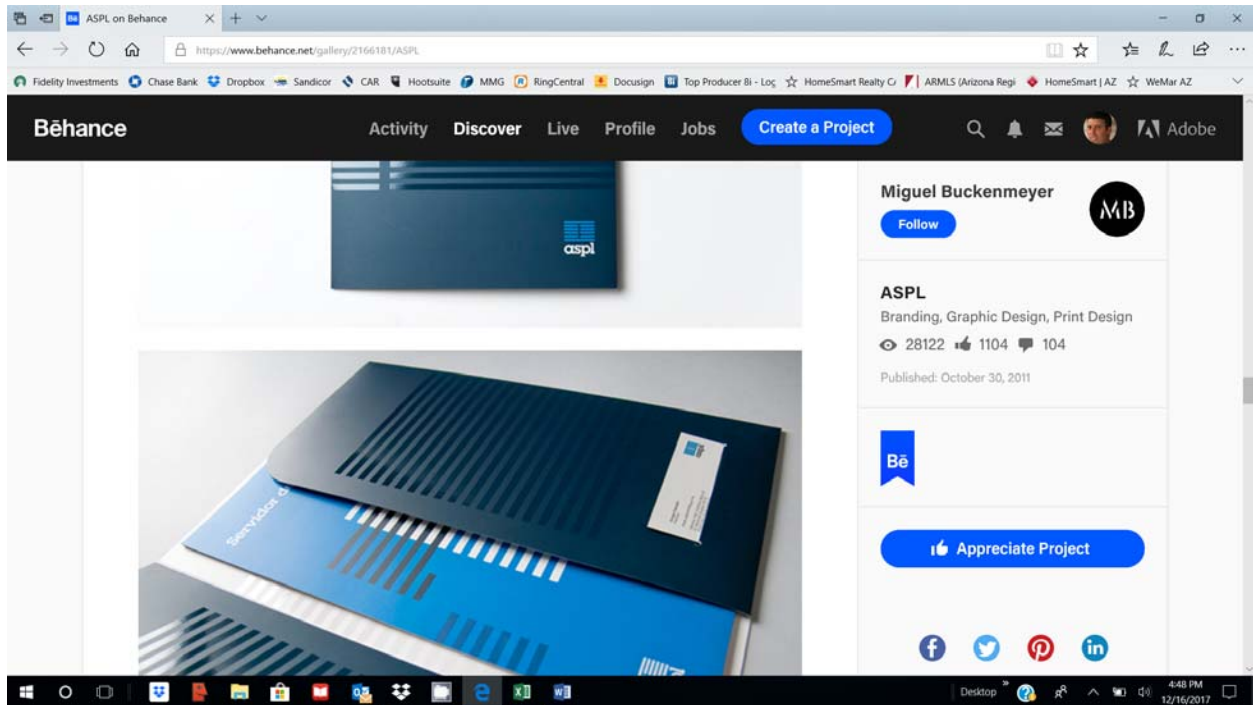 ASPL on Behance
https://www.behance.net/gallery/2166181/ASPL
Fidelity Investments Chase Bank Dropbox Sandicor CAR Hootsuite MMG RingCentral Docusign Top Producer 8i - Log HomeSmart Realty C ARMLS (Arizona Regi HomeSmart | AZ WeMar AZ
Bēhance Activity Discover Live Profile Jobs Create a Project Adobe
aspl
Miguel Buckenmeyer
Follow
MB
ASPL
Branding, Graphic Design, Print Design
28122 1104 104
Published: October 30, 2011
aspl
Servidor d
Bē
Appreciate Project
Desktop
4:48 PM
12/16/2017